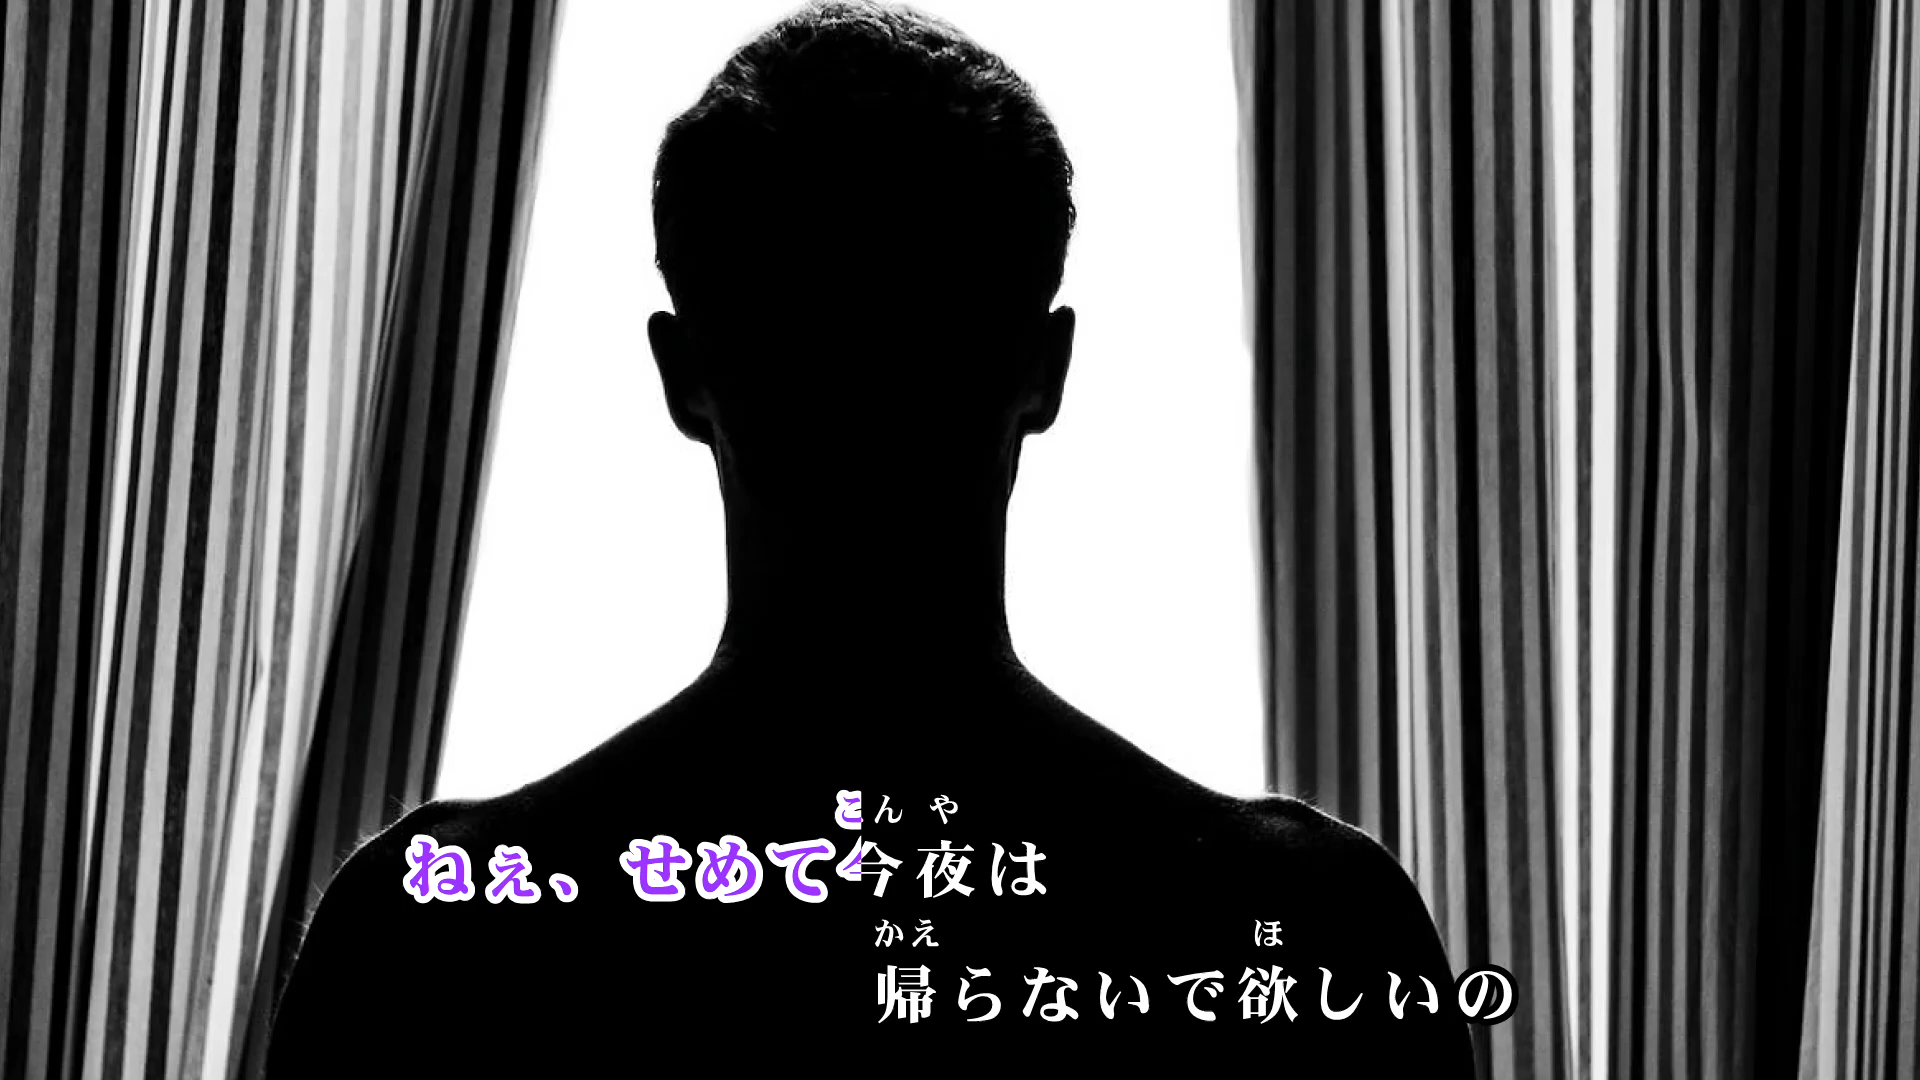 こんや
ねぇ、せめて今夜は
かえ ほ
帰らないで欲しいの